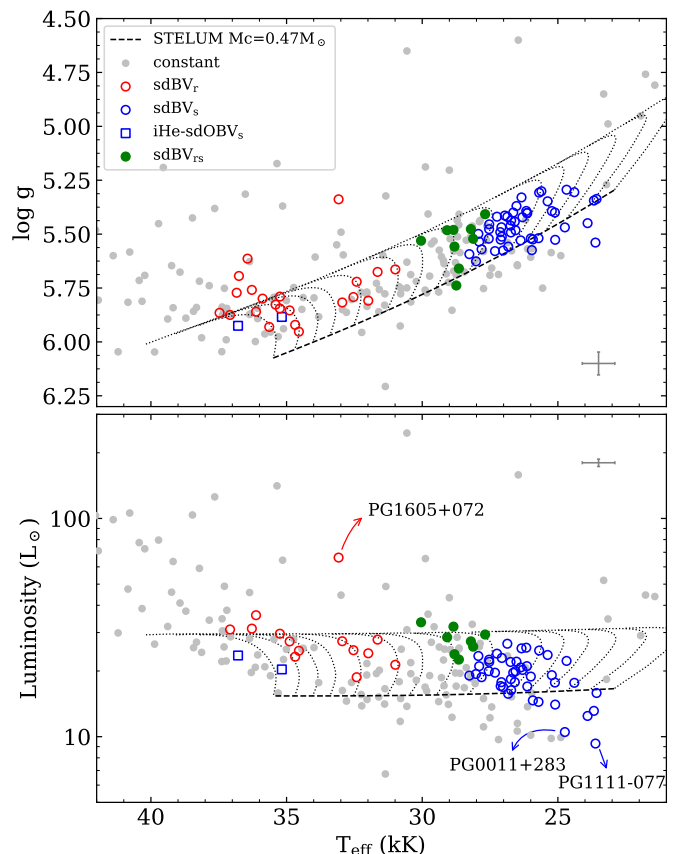 4.50
4.75
5.00
5.25
5.50
5.75
6.00
6.25
log g
STELUM Mc=0.47M⊙
constant
sdBVr
sdBVs
iHe-sdOBVs
sdBVrs
100
10
Luminosity (L⊙)
PG1605+072
PG0011+283
PG1111-077
40
35
30
25
Teff (kK)